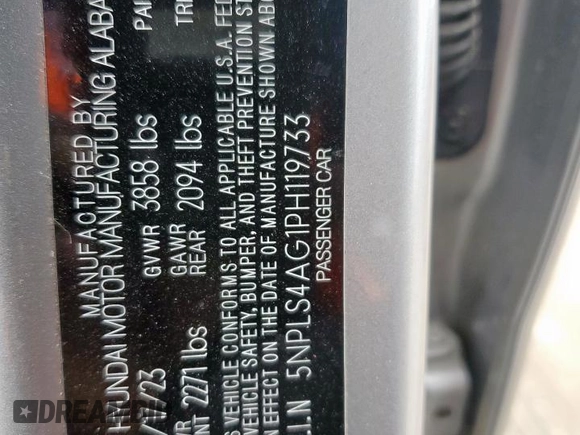 MANUFACTURED BY
HYUNDAI MOTOR MANUFACTURING ALABA
/23
GVWR 3858 lbs
GAWR
REAR 2094 lbs
2271 lbs
S VEHICLE CONFORMS TO ALL APPLICABLE U.S.A. FED
VEHICLE SAFETY, BUMPER, AND THEFT PREVENTION ST
EFFECT ON THE DATE OF MANUFACTURE SHOWN AB
5NPLS4AG1PH119733
PASSENGER CAR